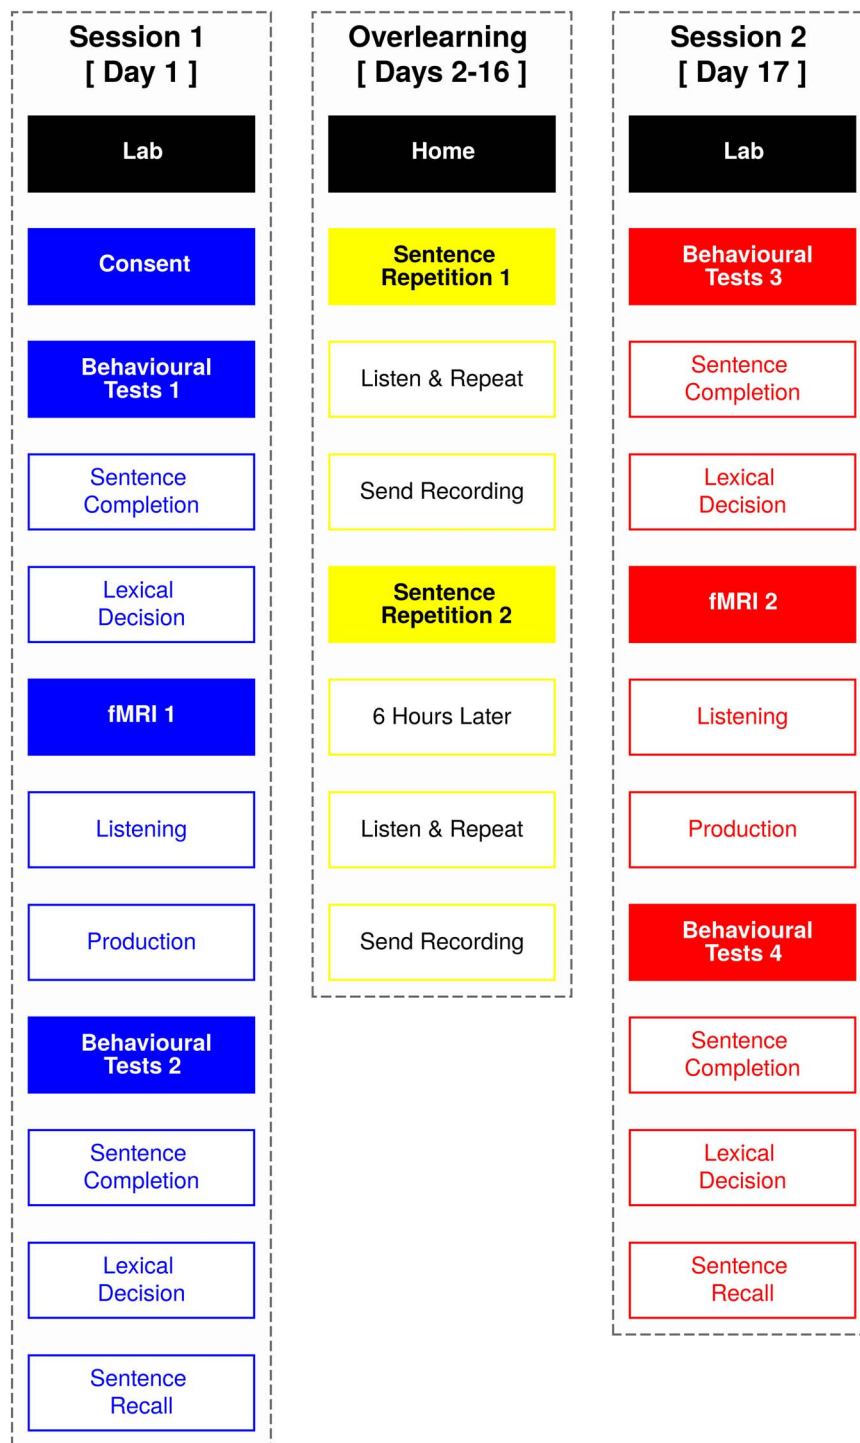 Session 1
[ Day 1 ]
Lab
Consent
Behavioural
Tests 1
Sentence
Completion
Lexical
Decision
fMRI 1
Listening
Production
Behavioural
Tests 2
Sentence
Completion
Lexical
Decision
Sentence
Recall
Overlearning
[ Days 2-16 ]
Home
Sentence
Repetition 1
Listen & Repeat
Send Recording
Sentence
Repetition 2
6 Hours Later
Listen & Repeat
Send Recording
Session 2
[ Day 17 ]
Lab
Behavioural
Tests 3
Sentence
Completion
Lexical
Decision
fMRI 2
Listening
Production
Behavioural
Tests 4
Sentence
Completion
Lexical
Decision
Sentence
Recall